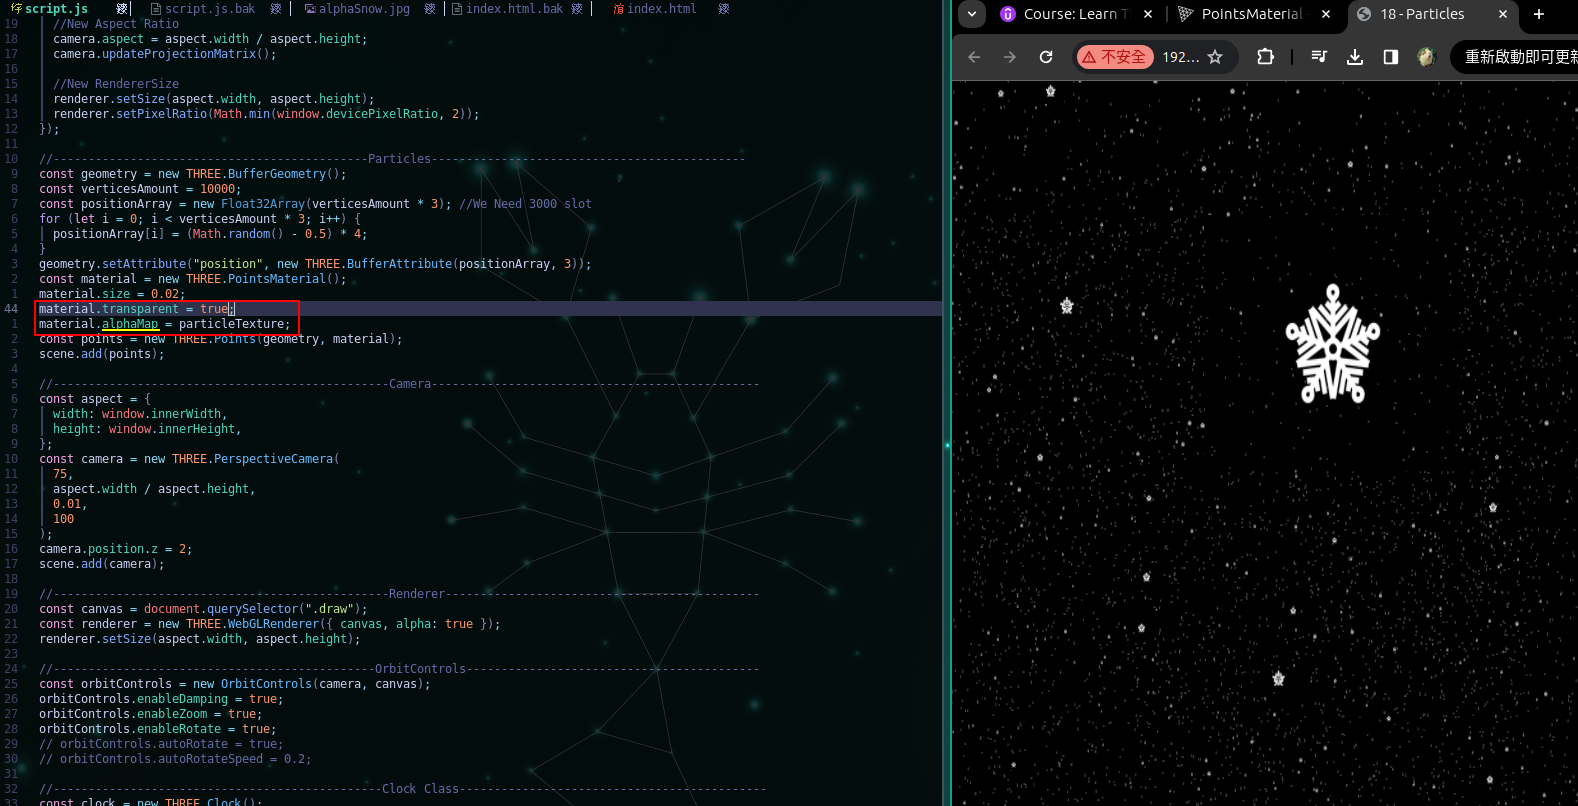 script.js script.js.bak alphaSnow.jpg index.html.bak index.html
19 //New Aspect Ratio
18 camera.aspect = aspect.width / aspect.height;
17 camera.updateProjectionMatrix();
16
15 //New RendererSize
14 renderer.setSize(aspect.width, aspect.height);
13 renderer.setPixelRatio(Math.min(window.devicePixelRatio, 2));
12 });
11
10 //---------------------------------------------Particles---------------------------------------------
9 const geometry = new THREE.BufferGeometry();
8 const verticesAmount = 10000;
7 const positionArray = new Float32Array(verticesAmount * 3); //We Need 3000 slot
6 for (let i = 0; i < verticesAmount * 3; i++) {
5 positionArray[i] = (Math.random() - 0.5) * 4;
4 }
3 geometry.setAttribute("position", new THREE.BufferAttribute(positionArray, 3));
2 const material = new THREE.PointsMaterial();
1 material.size = 0.02;
44 material.transparent = true;
1 material.alphaMap = particleTexture;
2 const points = new THREE.Points(geometry, material);
3 scene.add(points);
4
5 //------------------------------------------------Camera-----------------------------------------------
6 const aspect = {
7 width: window.innerWidth,
8 height: window.innerHeight,
9 };
10 const camera = new THREE.PerspectiveCamera(
11 75,
12 aspect.width / aspect.height,
13 0.01,
14 100
15 );
16 camera.position.z = 2;
17 scene.add(camera);
18
19 //------------------------------------------------Renderer---------------------------------------------
20 const canvas = document.querySelector(".draw");
21 const renderer = new THREE.WebGLRenderer({ canvas, alpha: true });
22 renderer.setSize(aspect.width, aspect.height);
23
24 //----------------------------------------------OrbitControls------------------------------------------
25 const orbitControls = new OrbitControls(camera, canvas);
26 orbitControls.enableDamping = true;
27 orbitControls.enableZoom = true;
28 orbitControls.enableRotate = true;
29 // orbitControls.autoRotate = true;
30 // orbitControls.autoRotateSpeed = 0.2;
31
32 //-----------------------------------------------Clock Class--------------------------------------------
33 const clock = new THREE.Clock();
Course: Learn T PointsMaterial 18 - Particles
不安全 192... 重新啟動即可更新